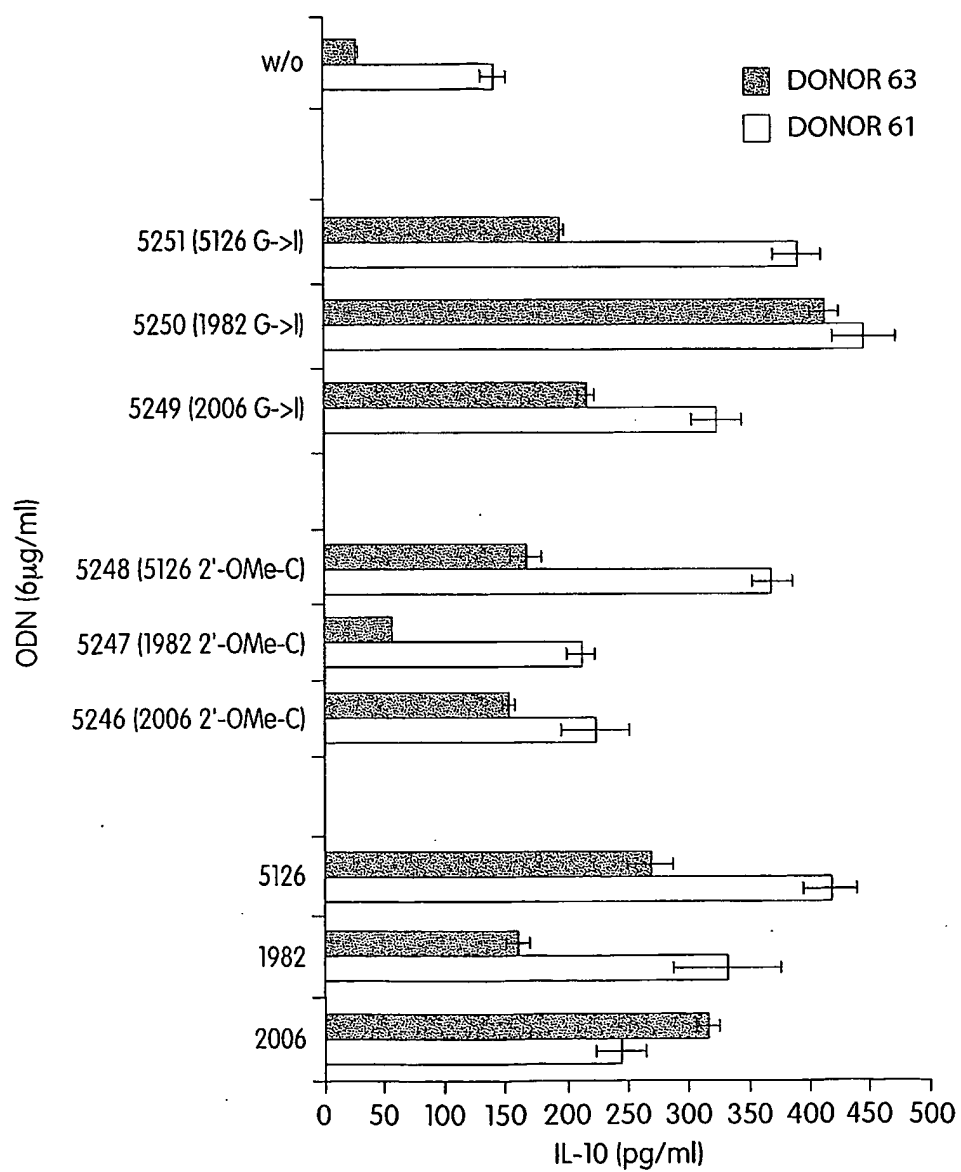 w/o
DONOR 63
DONOR 61
5251 (5126 G->I)
5250 (1982 G->I)
5249 (2006 G->I)
5248 (5126 2'-OMe-C)
5247 (1982 2'-OMe-C)
5246 (2006 2'-OMe-C)
5126
1982
2006
ODN (6μg/ml)
0 50 100 150 200 250 300 350 400 450 500
IL-10 (pg/ml)